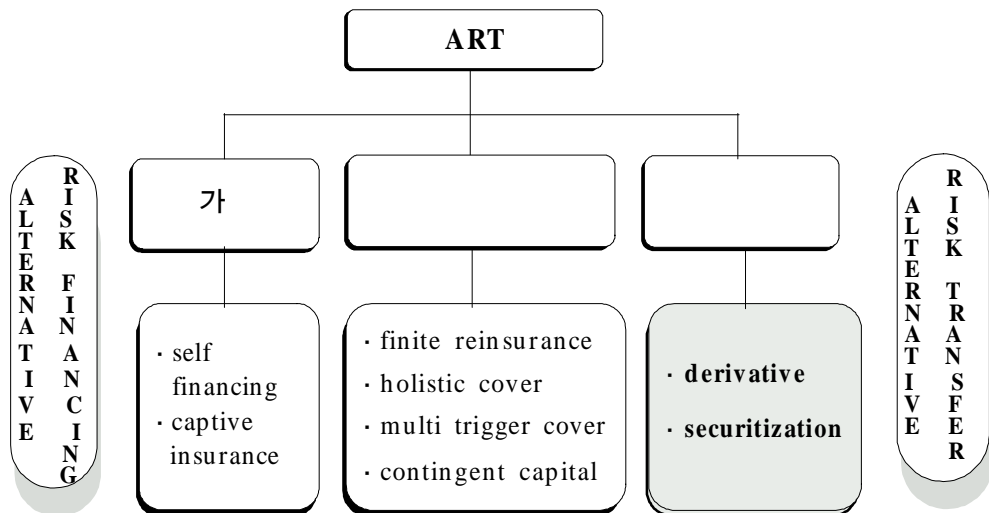 ART
ALTERNATIVE
RISK FINANCING
가
· self
financing
· captive
insurance
· finite reinsurance
· holistic cover
· multi trigger cover
· contingent capital
· derivative
· securitization
ALTERNATIVE
RISK TRANSFER